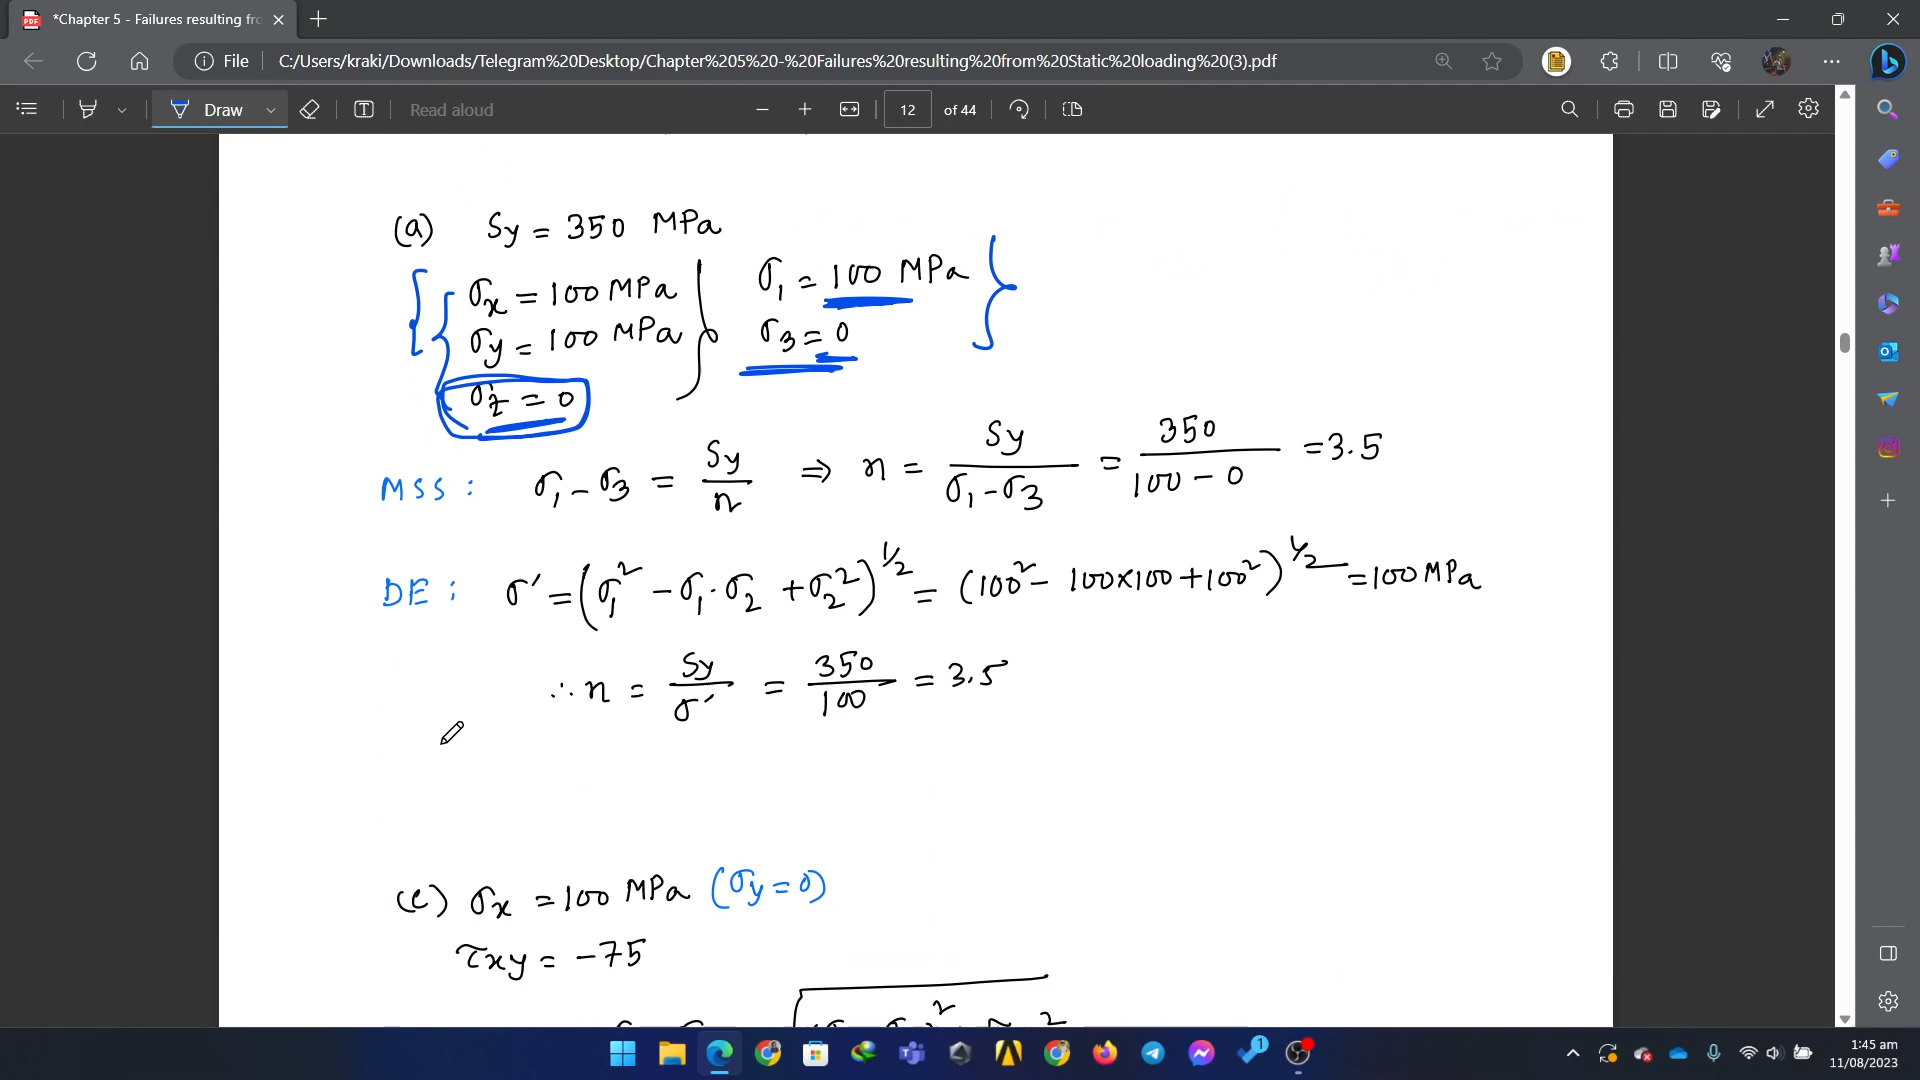 *Chapter 5 - Failures resulting fro
File
C:/Users/kraki/Downloads/Telegram%20Desktop/Chapter%205%20-%20Failures%20resulting%20from%20Static%20loading%20(3).pdf
Draw
Read aloud
12 of 44
(a) Sy = 350 MPa
σx = 100 MPa σ1 = 100 MPa
σy = 100 MPa σ3 = 0
σz = 0
MSS : σ1 - σ3 = Sy/n ⇒ n = Sy/(σ1 - σ3) = 350/(100 - 0) = 3.5
DE : σ' = (σ1² - σ1·σ2 + σ2²)^1/2 = (100² - 100x100 + 100²)^1/2 = 100 MPa
∴ n = Sy/σ' = 350/100 = 3.5
(e) σx = 100 MPa (σy = 0)
τxy = -75
1
1:45 am
11/08/2023